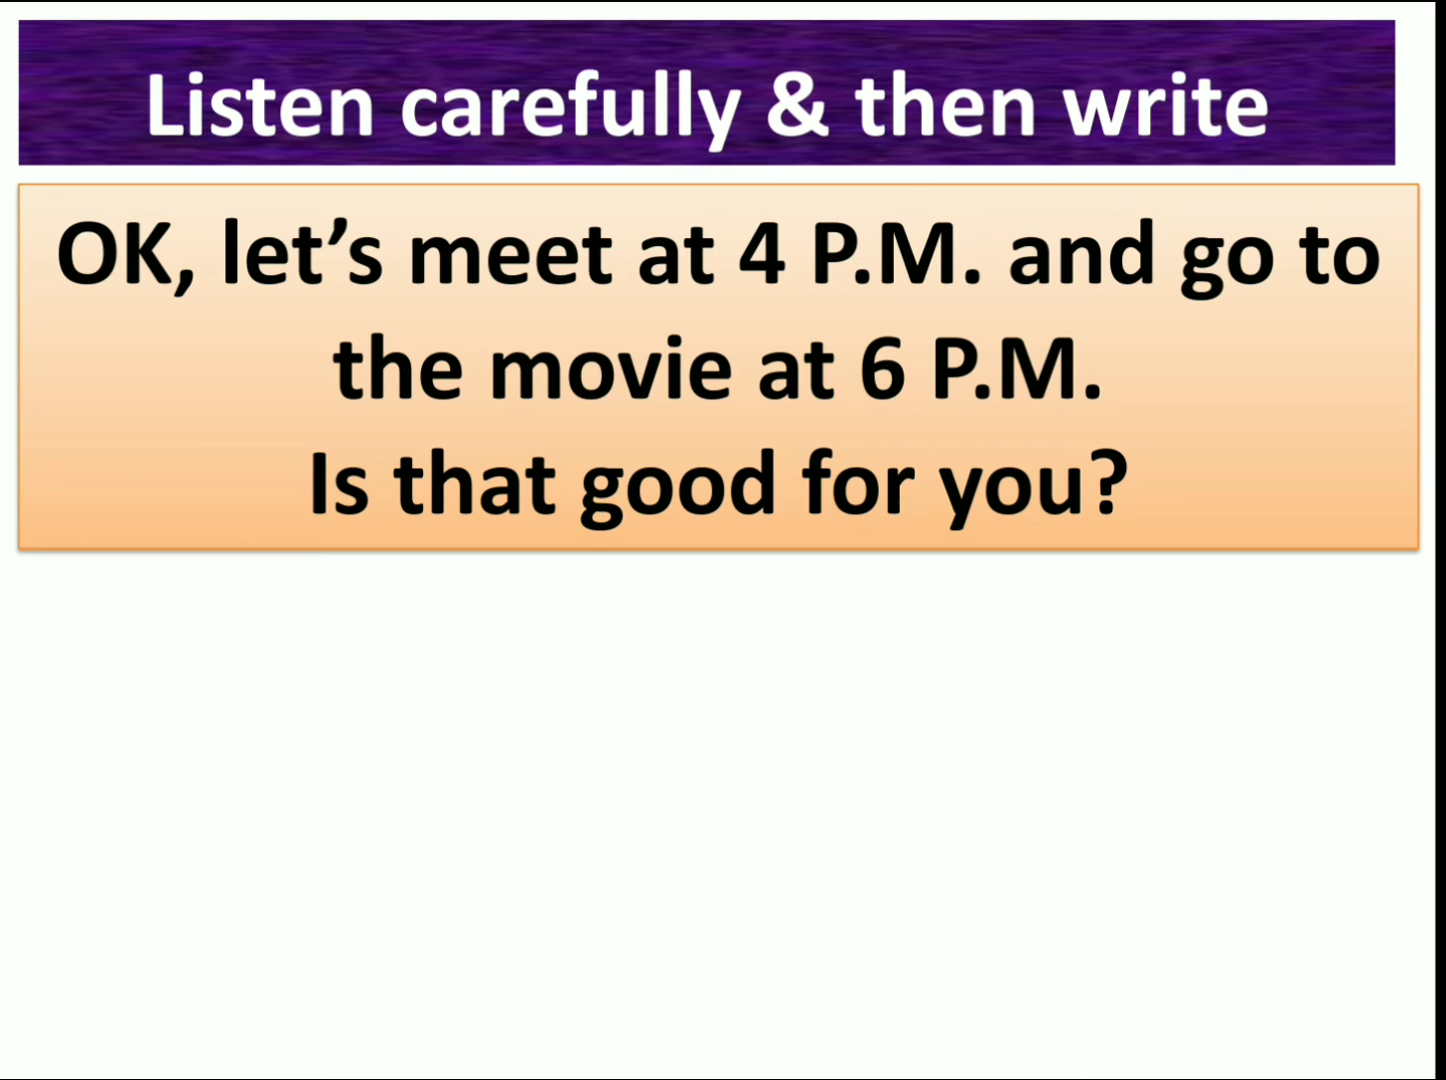 Listen carefully & then write
OK, let’s meet at 4 P.M. and go to
the movie at 6 P.M.
Is that good for you?